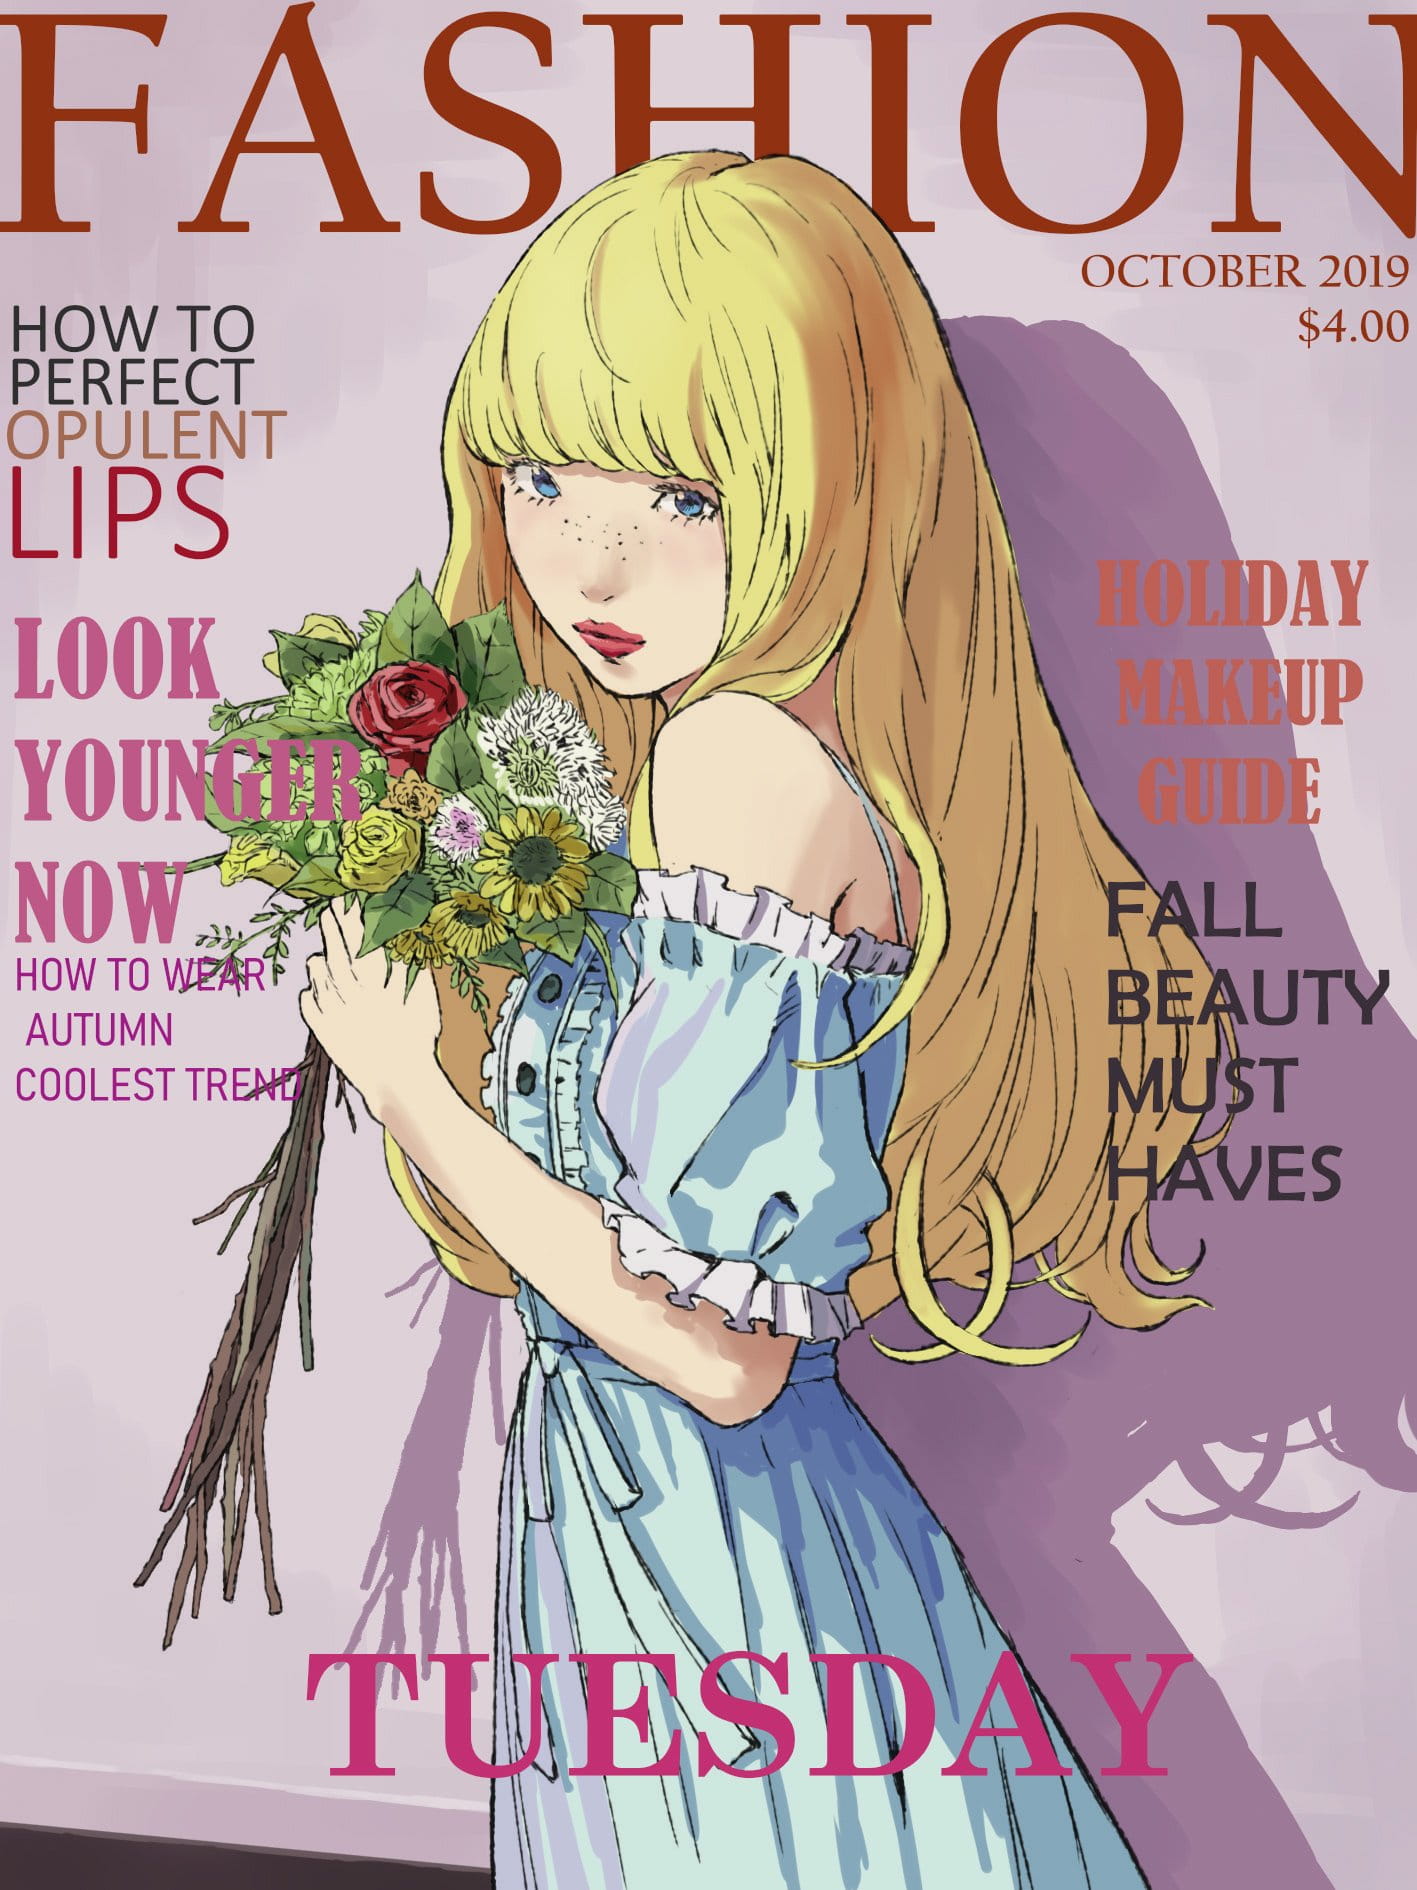 FASHION
OCTOBER 2019
$4.00
HOW TO
PERFECT
OPULENT
LIPS
LOOK
YOUNGER
NOW
HOW TO WEAR
AUTUMN
COOLEST TREND
HOLIDAY
MAKEUP
GUIDE
FALL
BEAUTY
MUST
HAVES
TUESDAY